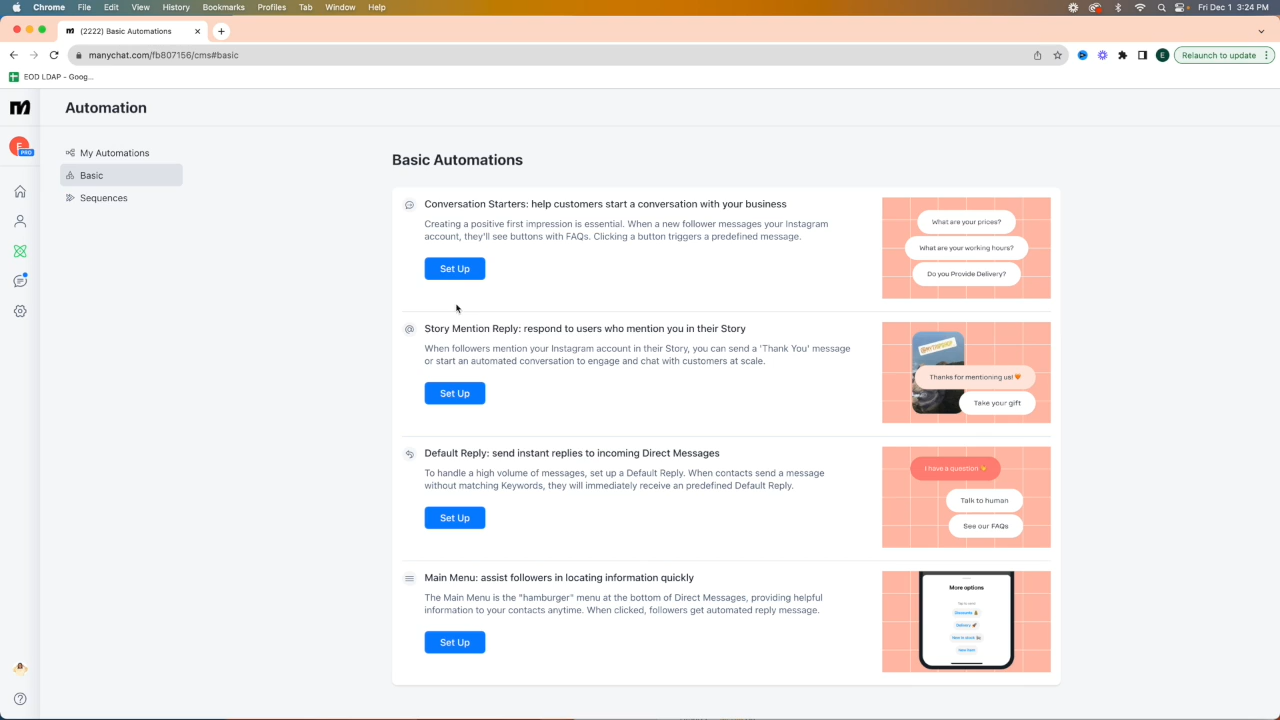 Chrome File Edit View History Bookmarks Profiles Tab Window Help
Fri Dec 1 3:24 PM
(2222) Basic Automations
manychat.com/fb807156/cms#basic
Relaunch to update
EOD LDAP - Goog...
Automation
PRO
My Automations
Basic
Sequences
Basic Automations
Conversation Starters: help customers start a conversation with your business
Creating a positive first impression is essential. When a new follower messages your Instagram
account, they'll see buttons with FAQs. Clicking a button triggers a predefined message.
Set Up
What are your prices?
What are your working hours?
Do you Provide Delivery?
Story Mention Reply: respond to users who mention you in their Story
When followers mention your Instagram account in their Story, you can send a 'Thank You' message
or start an automated conversation to engage and chat with customers at scale.
Set Up
Thanks for mentioning us!
Take your gift
Default Reply: send instant replies to incoming Direct Messages
To handle a high volume of messages, set up a Default Reply. When contacts send a message
without matching Keywords, they will immediately receive an predefined Default Reply.
Set Up
I have a question
Talk to human
See our FAQs
Main Menu: assist followers in locating information quickly
The Main Menu is the "hamburger" menu at the bottom of Direct Messages, providing helpful
information to your contacts anytime. When clicked, followers get automated reply message.
Set Up
More options
Tap to send
Delivery
New in stock